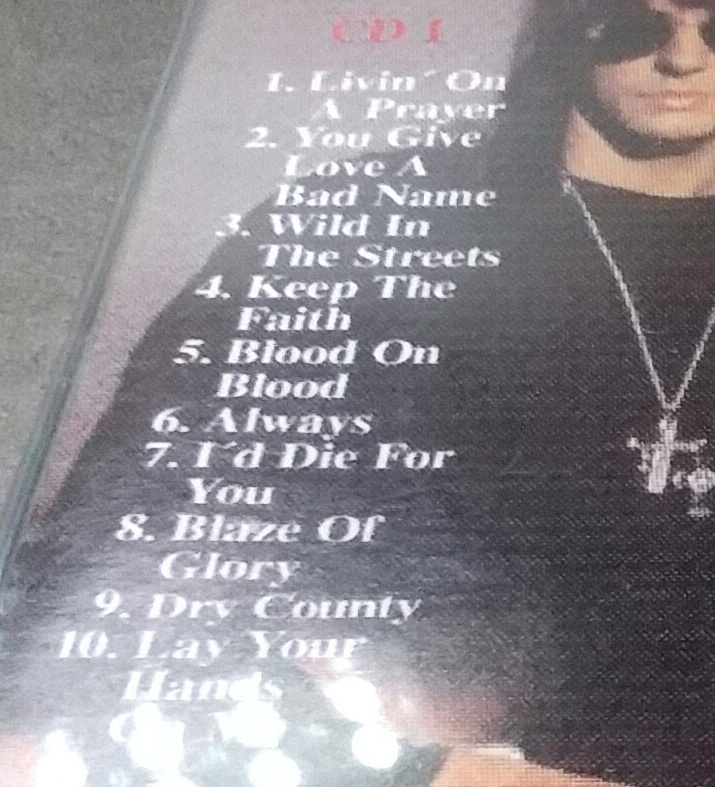 CD 1
1. Livin´ On
A Prayer
2. You Give
Love A
Bad Name
3. Wild In
The Streets
4. Keep The
Faith
5. Blood On
Blood
6. Always
7. I´d Die For
You
8. Blaze Of
Glory
9. Dry County
10. Lay Your
Hands